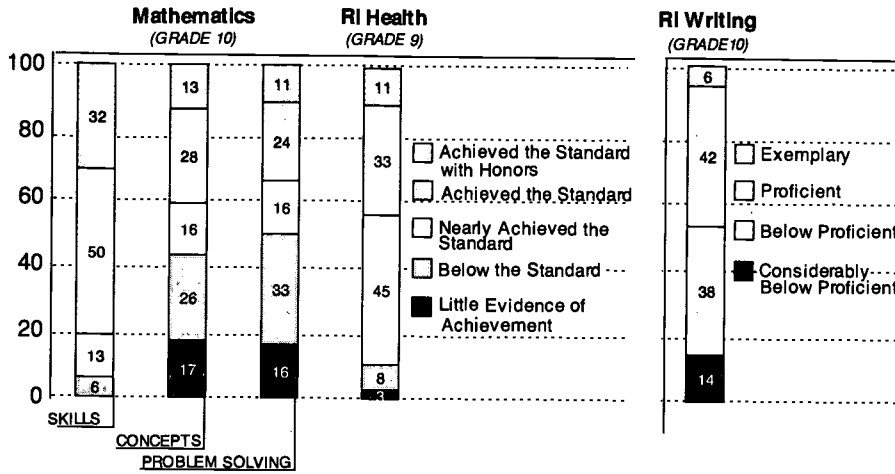 Mathematics
(GRADE 10)
RI Health
(GRADE 9)
RI Writing
(GRADE10)
100
80
60
40
20
0
32
50
13
6
13
28
16
26
17
11
24
16
33
16
11
33
45
8
3
Achieved the Standard
with Honors
Achieved the Standard
Nearly Achieved the
Standard
Below the Standard
Little Evidence of
Achievement
6
42
38
14
Exemplary
Proficient
Below Proficient
Considerably
Below Proficient
SKILLS
CONCEPTS
PROBLEM SOLVING